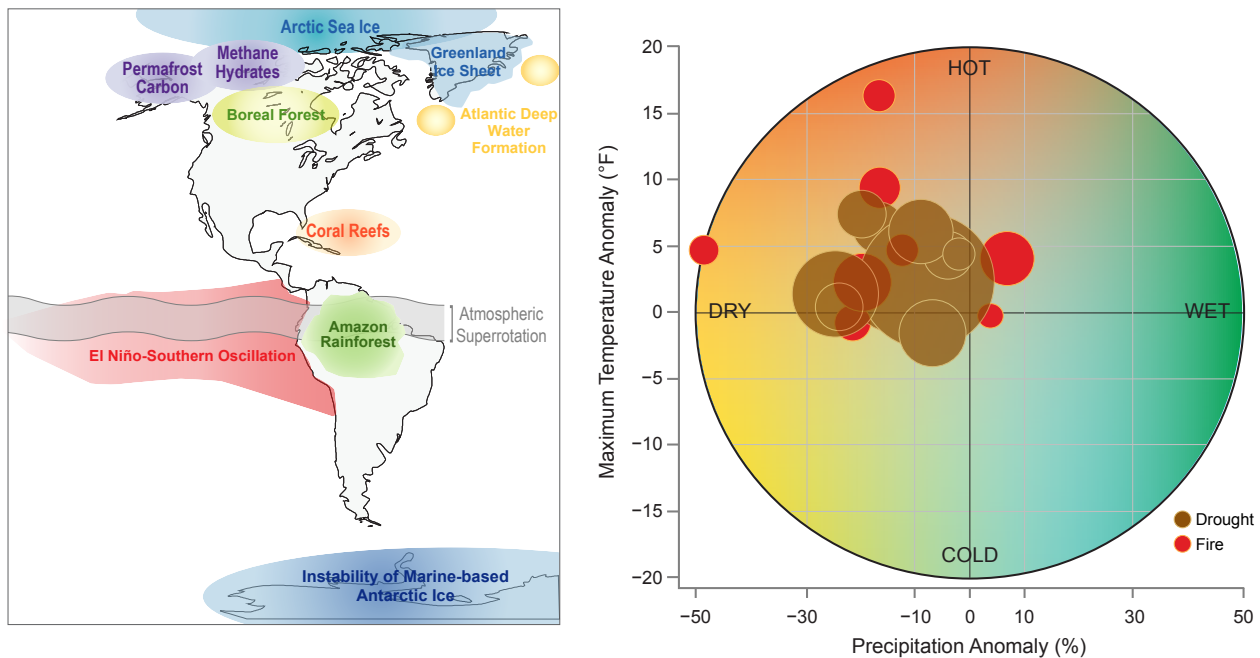 Arctic Sea Ice
Methane
Hydrates
Permafrost
Carbon
Greenland
Ice Sheet
Boreal Forest
Atlantic Deep
Water
Formation
Coral Reefs
Atmospheric
Superrotation
Amazon
Rainforest
El Niño-Southern Oscillation
Instability of Marine-based
Antarctic Ice
Maximum Temperature Anomaly (°F)
20
15
10
5
0
−5
−10
−15
−20
HOT
DRY
WET
COLD
Drought
Fire
−50
−30
−10
0
10
30
50
Precipitation Anomaly (%)